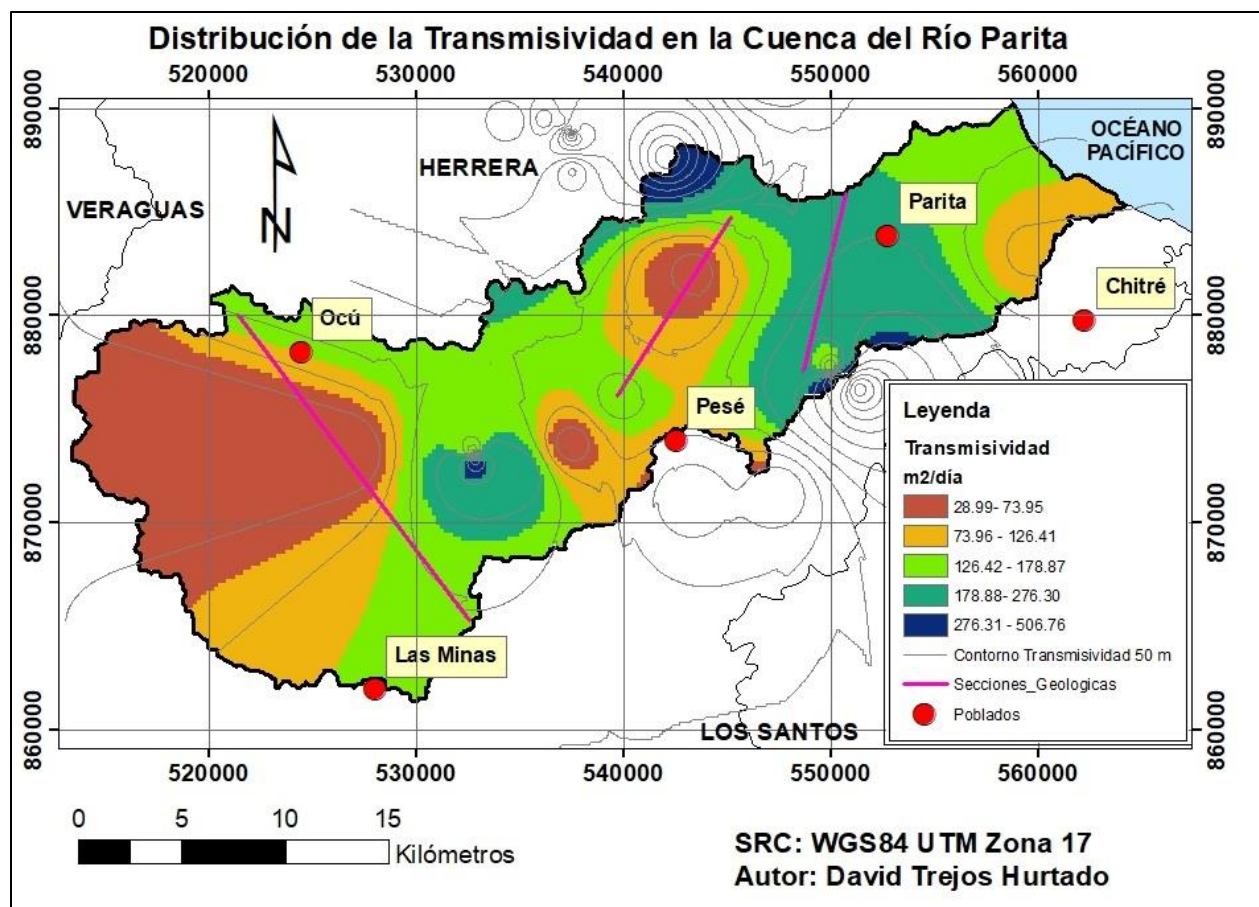 Distribución de la Transmisividad en la Cuenca del Río Parita
520000 530000 540000 550000 560000
890000 890000
OCÉANO
PACÍFICO
HERRERA
VERAGUAS
N
Parita
Chitré
880000 880000
Ocú
Pesé
Leyenda
Transmisividad
m2/día
28.99- 73.95
73.96 - 126.41
126.42 - 178.87
178.88- 276.30
276.31 - 506.76
Contorno Transmisividad 50 m
Secciones_Geologicas
Poblados
870000 870000
Las Minas
LOS SANTOS
860000 860000
520000 530000 540000 550000 560000
0 5 10 15
Kilómetros
SRC: WGS84 UTM Zona 17
Autor: David Trejos Hurtado